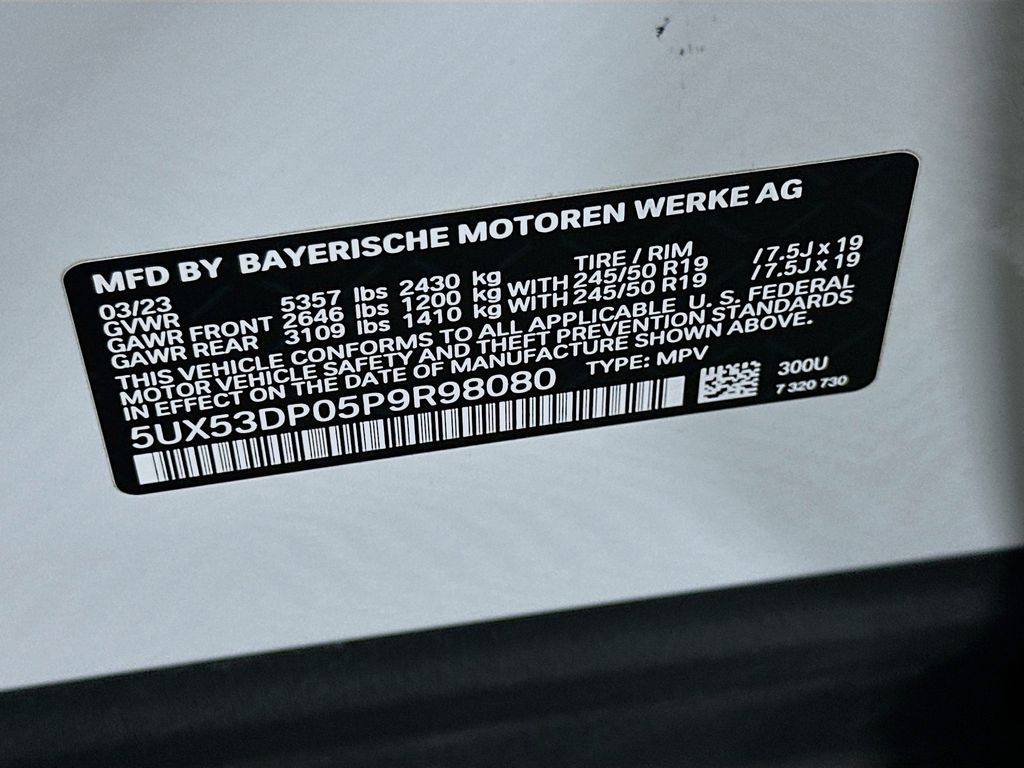 MFD BY BAYERISCHE MOTOREN WERKE AG
03/23 TIRE / RIM
GVWR 5357 lbs 2430 kg
GAWR FRONT 2646 lbs 1200 kg WITH 245/50 R19 /7.5J x 19
GAWR REAR 3109 lbs 1410 kg WITH 245/50 R19 /7.5J x 19
THIS VEHICLE CONFORMS TO ALL APPLICABLE U. S. FEDERAL
MOTOR VEHICLE SAFETY AND THEFT PREVENTION STANDARDS
IN EFFECT ON THE DATE OF MANUFACTURE SHOWN ABOVE.
5UX53DP05P9R98080 TYPE: MPV 300U
7 320 730